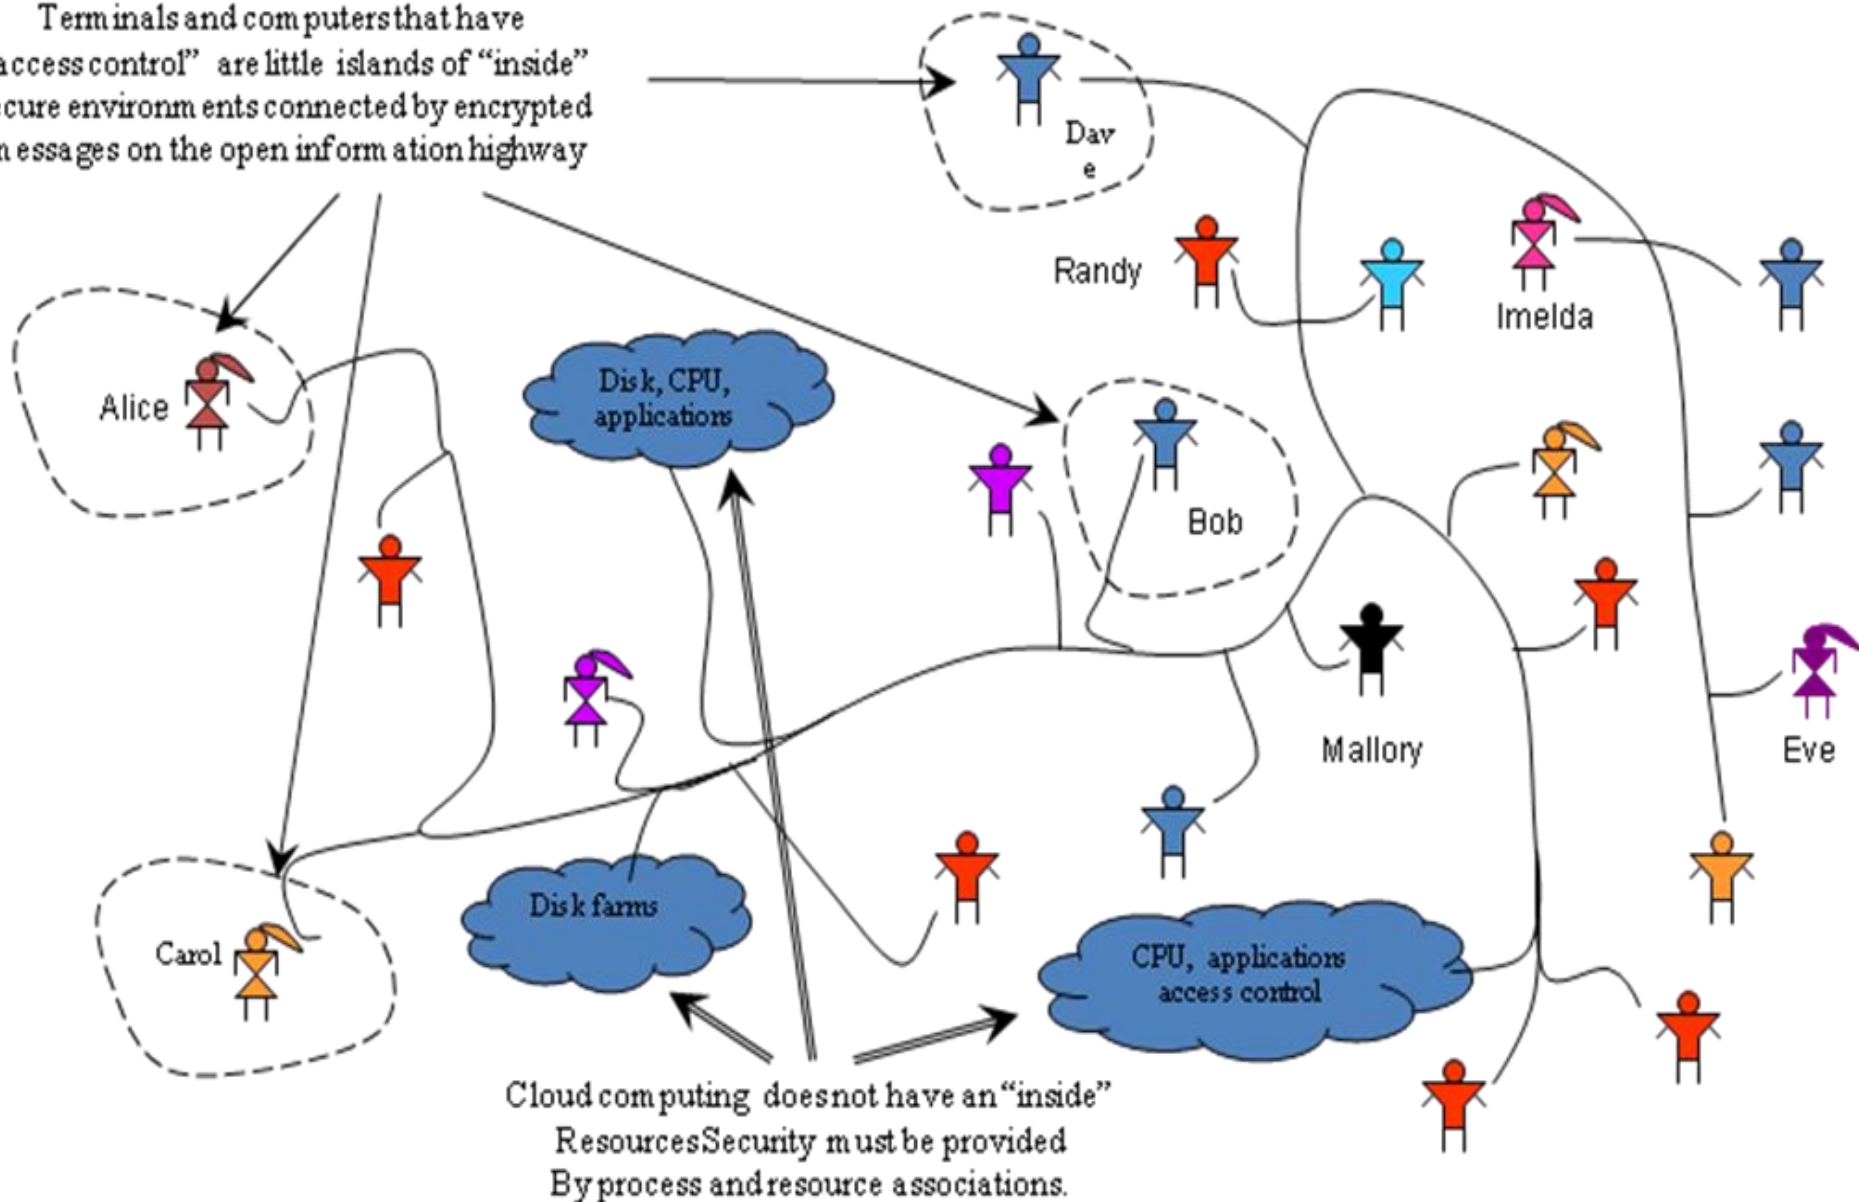 Terminals and computers that have
access control” are little islands of “inside”
ecure environments connected by encrypted
messages on the open information highway
Dav
e
Randy
Imelda
Alice
Disk, CPU,
applications
Bob
Mallory
Eve
Disk farms
Carol
CPU, applications
access control
Cloud computing does not have an “inside”
ResourcesSecurity must be provided
By process and resource associations.